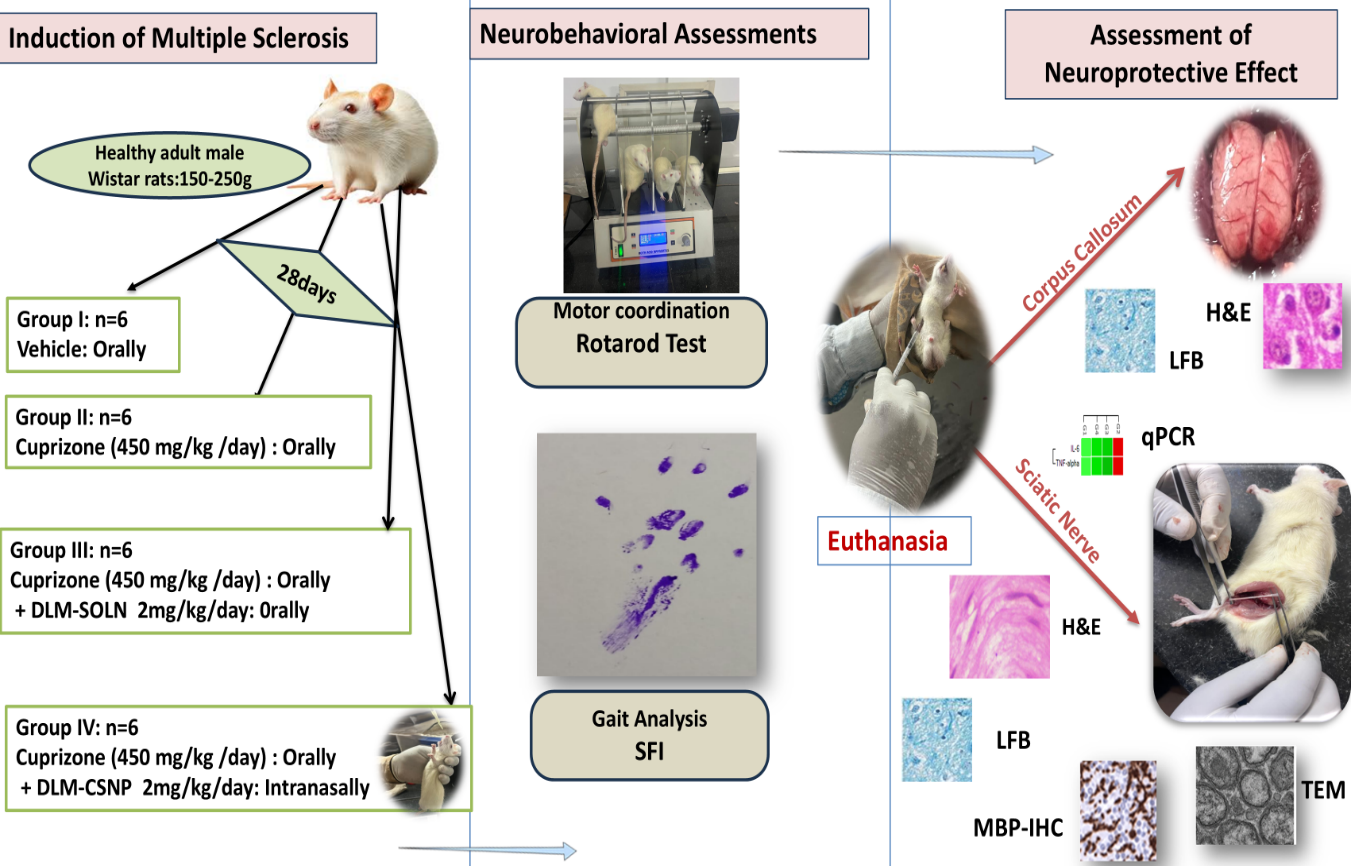 Induction of Multiple Sclerosis
Healthy adult male
Wistar rats:150-250g
28days
Group I: n=6
Vehicle: Orally
Group II: n=6
Cuprizone (450 mg/kg /day) : Orally
Group III: n=6
Cuprizone (450 mg/kg /day) : Orally
+ DLM-SOLN 2mg/kg/day: 0rally
Group IV: n=6
Cuprizone (450 mg/kg /day) : Orally
+ DLM-CSNP 2mg/kg/day: Intranasally
Neurobehavioral Assessments
Motor coordination
Rotarod Test
Gait Analysis
SFI
Assessment of
Neuroprotective Effect
Euthanasia
Corpus Callosum
LFB
H&E
qPCR
G1
G4
G3
G2
IL-6
TNF-alpha
Sciatic Nerve
H&E
LFB
MBP-IHC
TEM